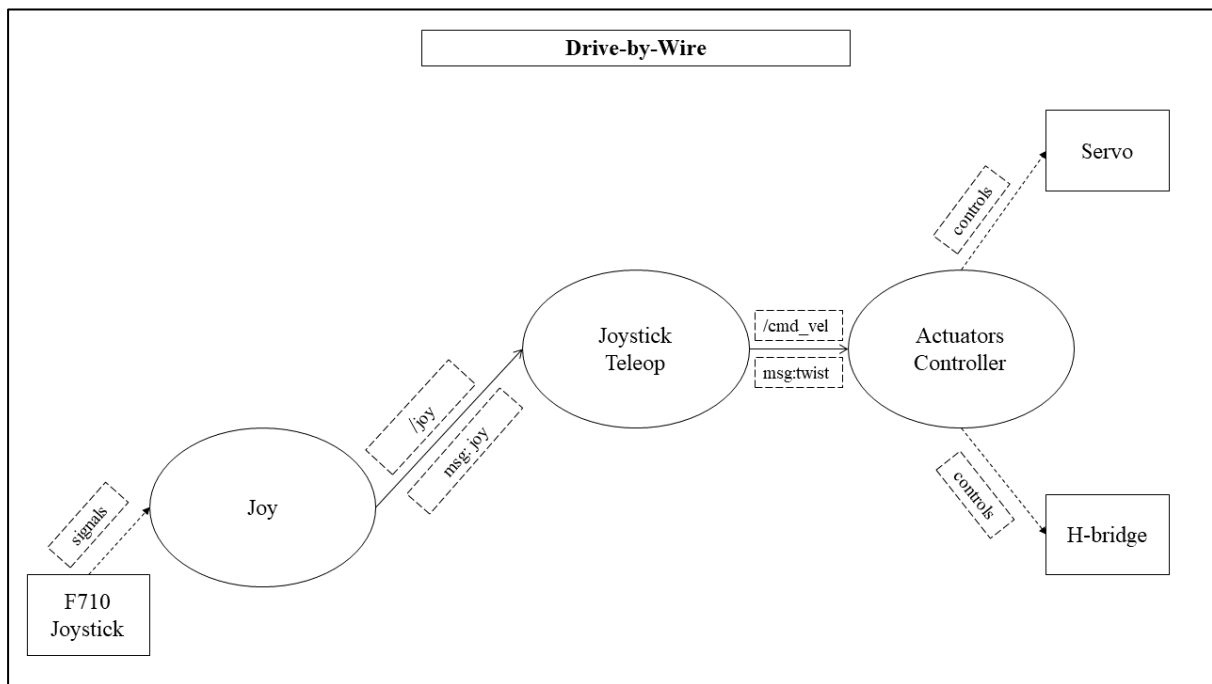 Drive-by-Wire
Servo
controls
Joystick
Teleop
/cmd_vel
msg:twist
Actuators
Controller
/joy
msg: joy
controls
signals
Joy
H-bridge
F710
Joystick